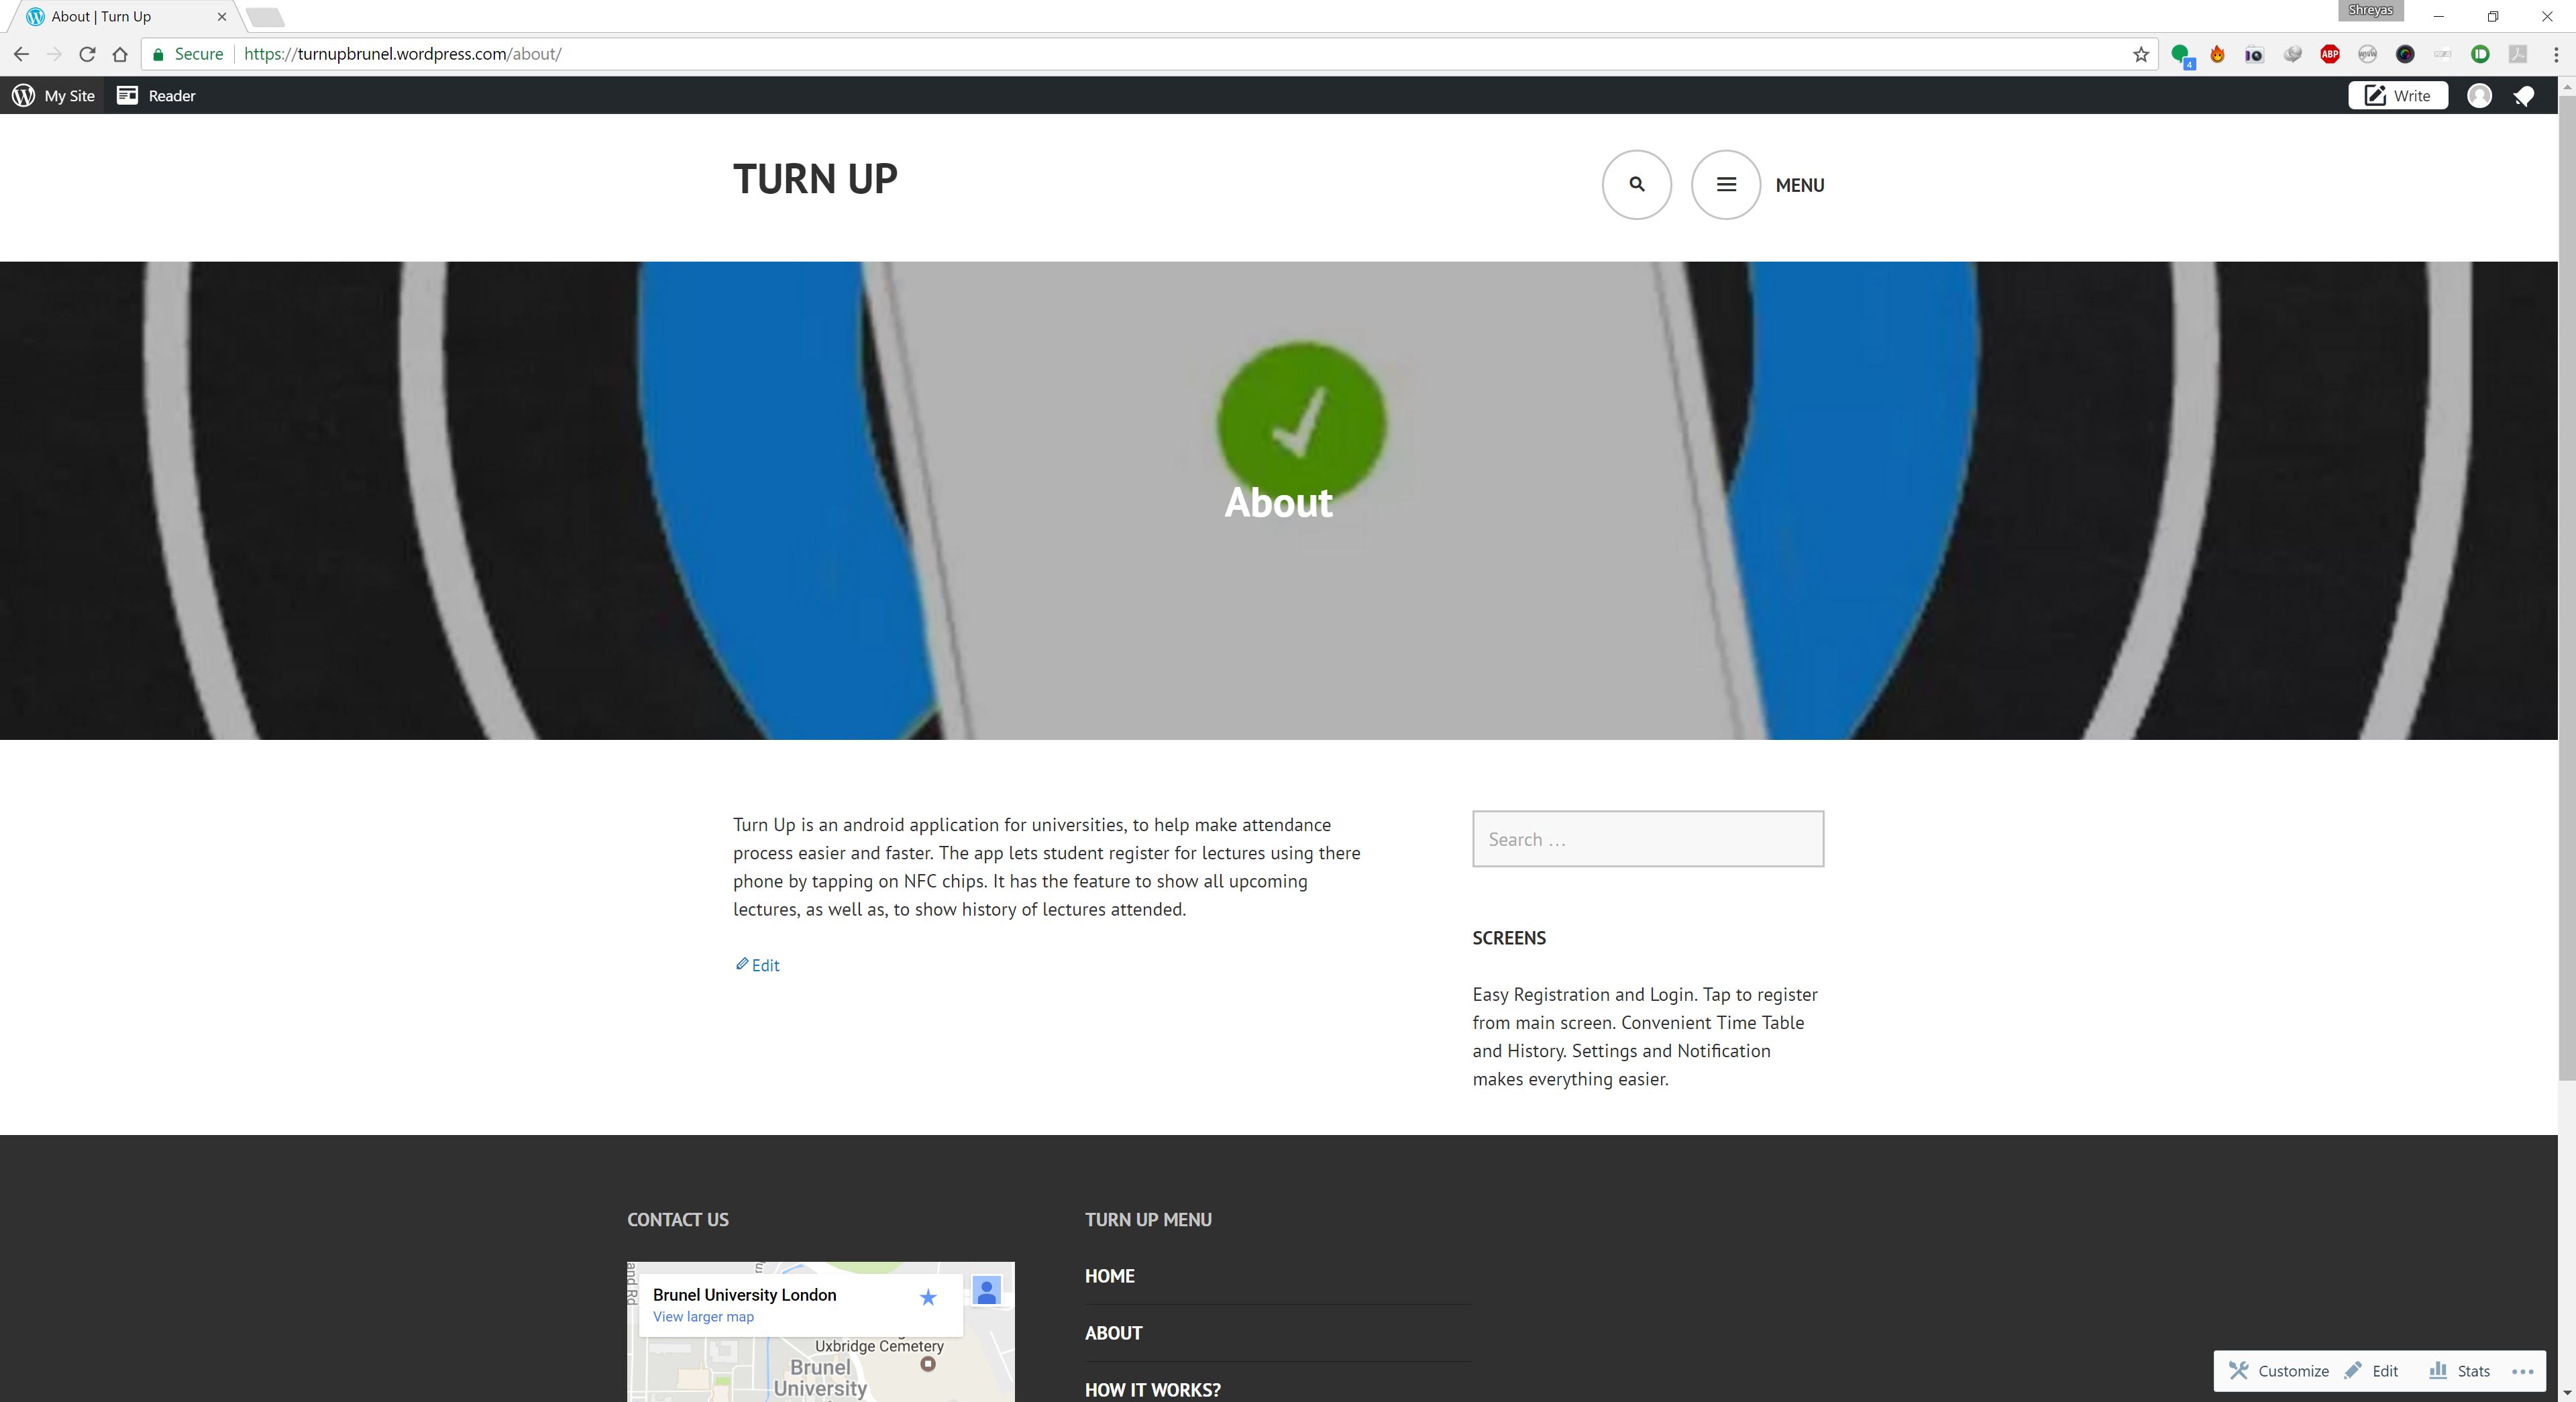 About | Turn Up
Shreyas
Secure
https://turnupbrunel.wordpress.com/about/
4
ABP
My Site
Reader
Write
TURN UP
MENU
About
Turn Up is an android application for universities, to help make attendance
process easier and faster. The app lets student register for lectures using there
phone by tapping on NFC chips. It has the feature to show all upcoming
lectures, as well as, to show history of lectures attended.
Edit
Search …
SCREENS
Easy Registration and Login. Tap to register
from main screen. Convenient Time Table
and History. Settings and Notification
makes everything easier.
CONTACT US
Brunel University London
View larger map
and Rd
Uxbridge Cemetery
Brunel
University
TURN UP MENU
HOME
ABOUT
HOW IT WORKS?
Customize
Edit
Stats